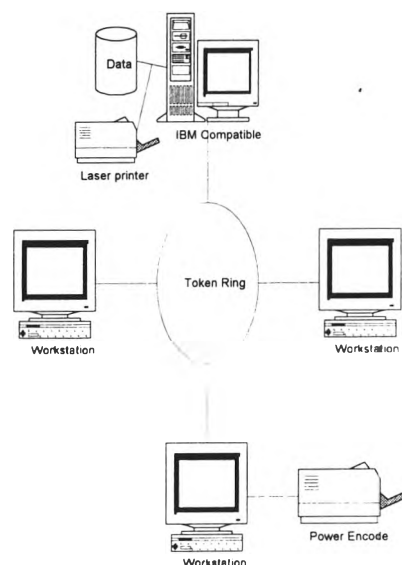 Data
IBM Compatible
Laser printer
Token Ring
Workstation
Workstation
Power Encode
Workstation